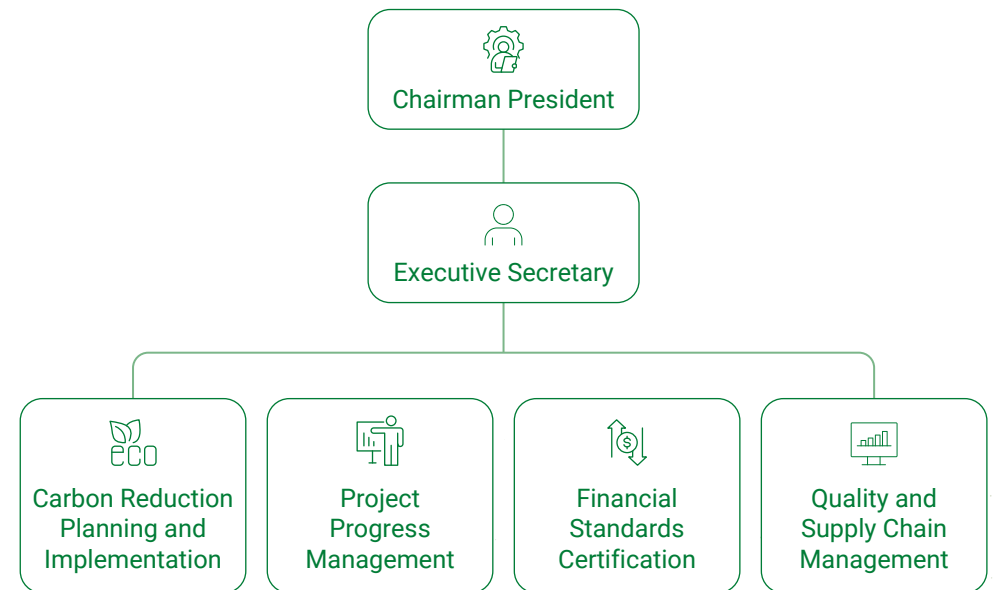 Chairman President
Executive Secretary
eco
Carbon Reduction
Planning and
Implementation
Project
Progress
Management
$
Financial
Standards
Certification
Quality and
Supply Chain
Management